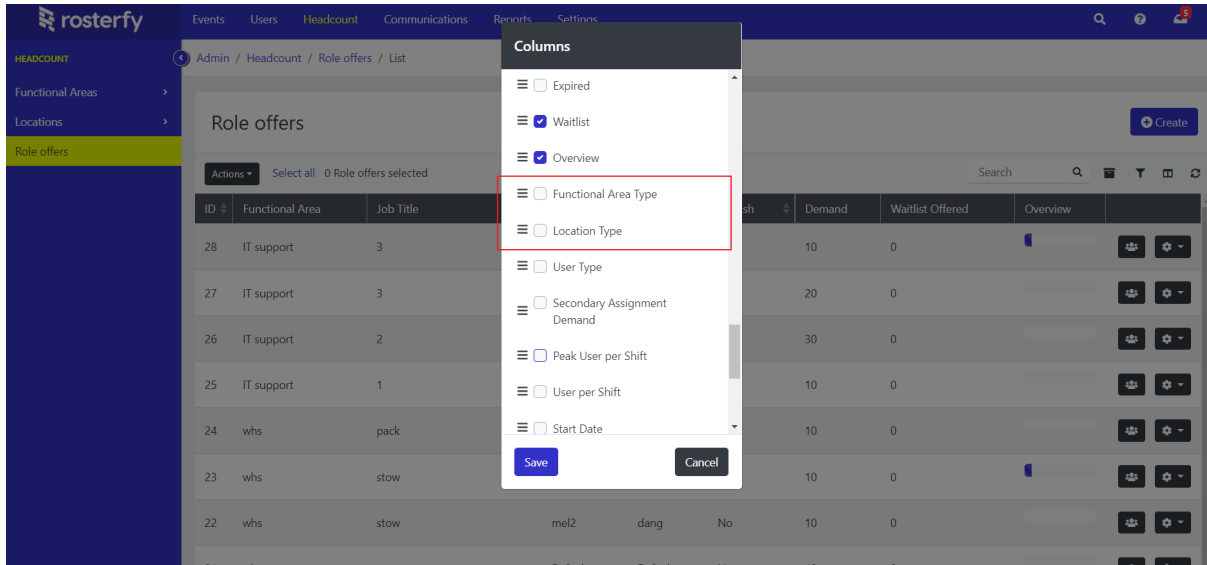 rosterfy
Events Users Headcount Communications Reports Settings 5
HEADCOUNT
Admin / Headcount / Role offers / List
Functional Areas
Locations
Role offers
Role offers
Create
Actions Select all 0 Role offers selected Search
ID Functional Area Job Title sh Demand Waitlist Offered Overview
28 IT support 3 10 0
27 IT support 3 20 0
26 IT support 2 30 0
25 IT support 1 10 0
24 whs pack 10 0
23 whs stow 10 0
22 whs stow mel2 dang No 10 0
Columns
Expired
Waitlist
Overview
Functional Area Type
Location Type
User Type
Secondary Assignment
Demand
Peak User per Shift
User per Shift
Start Date
Save Cancel